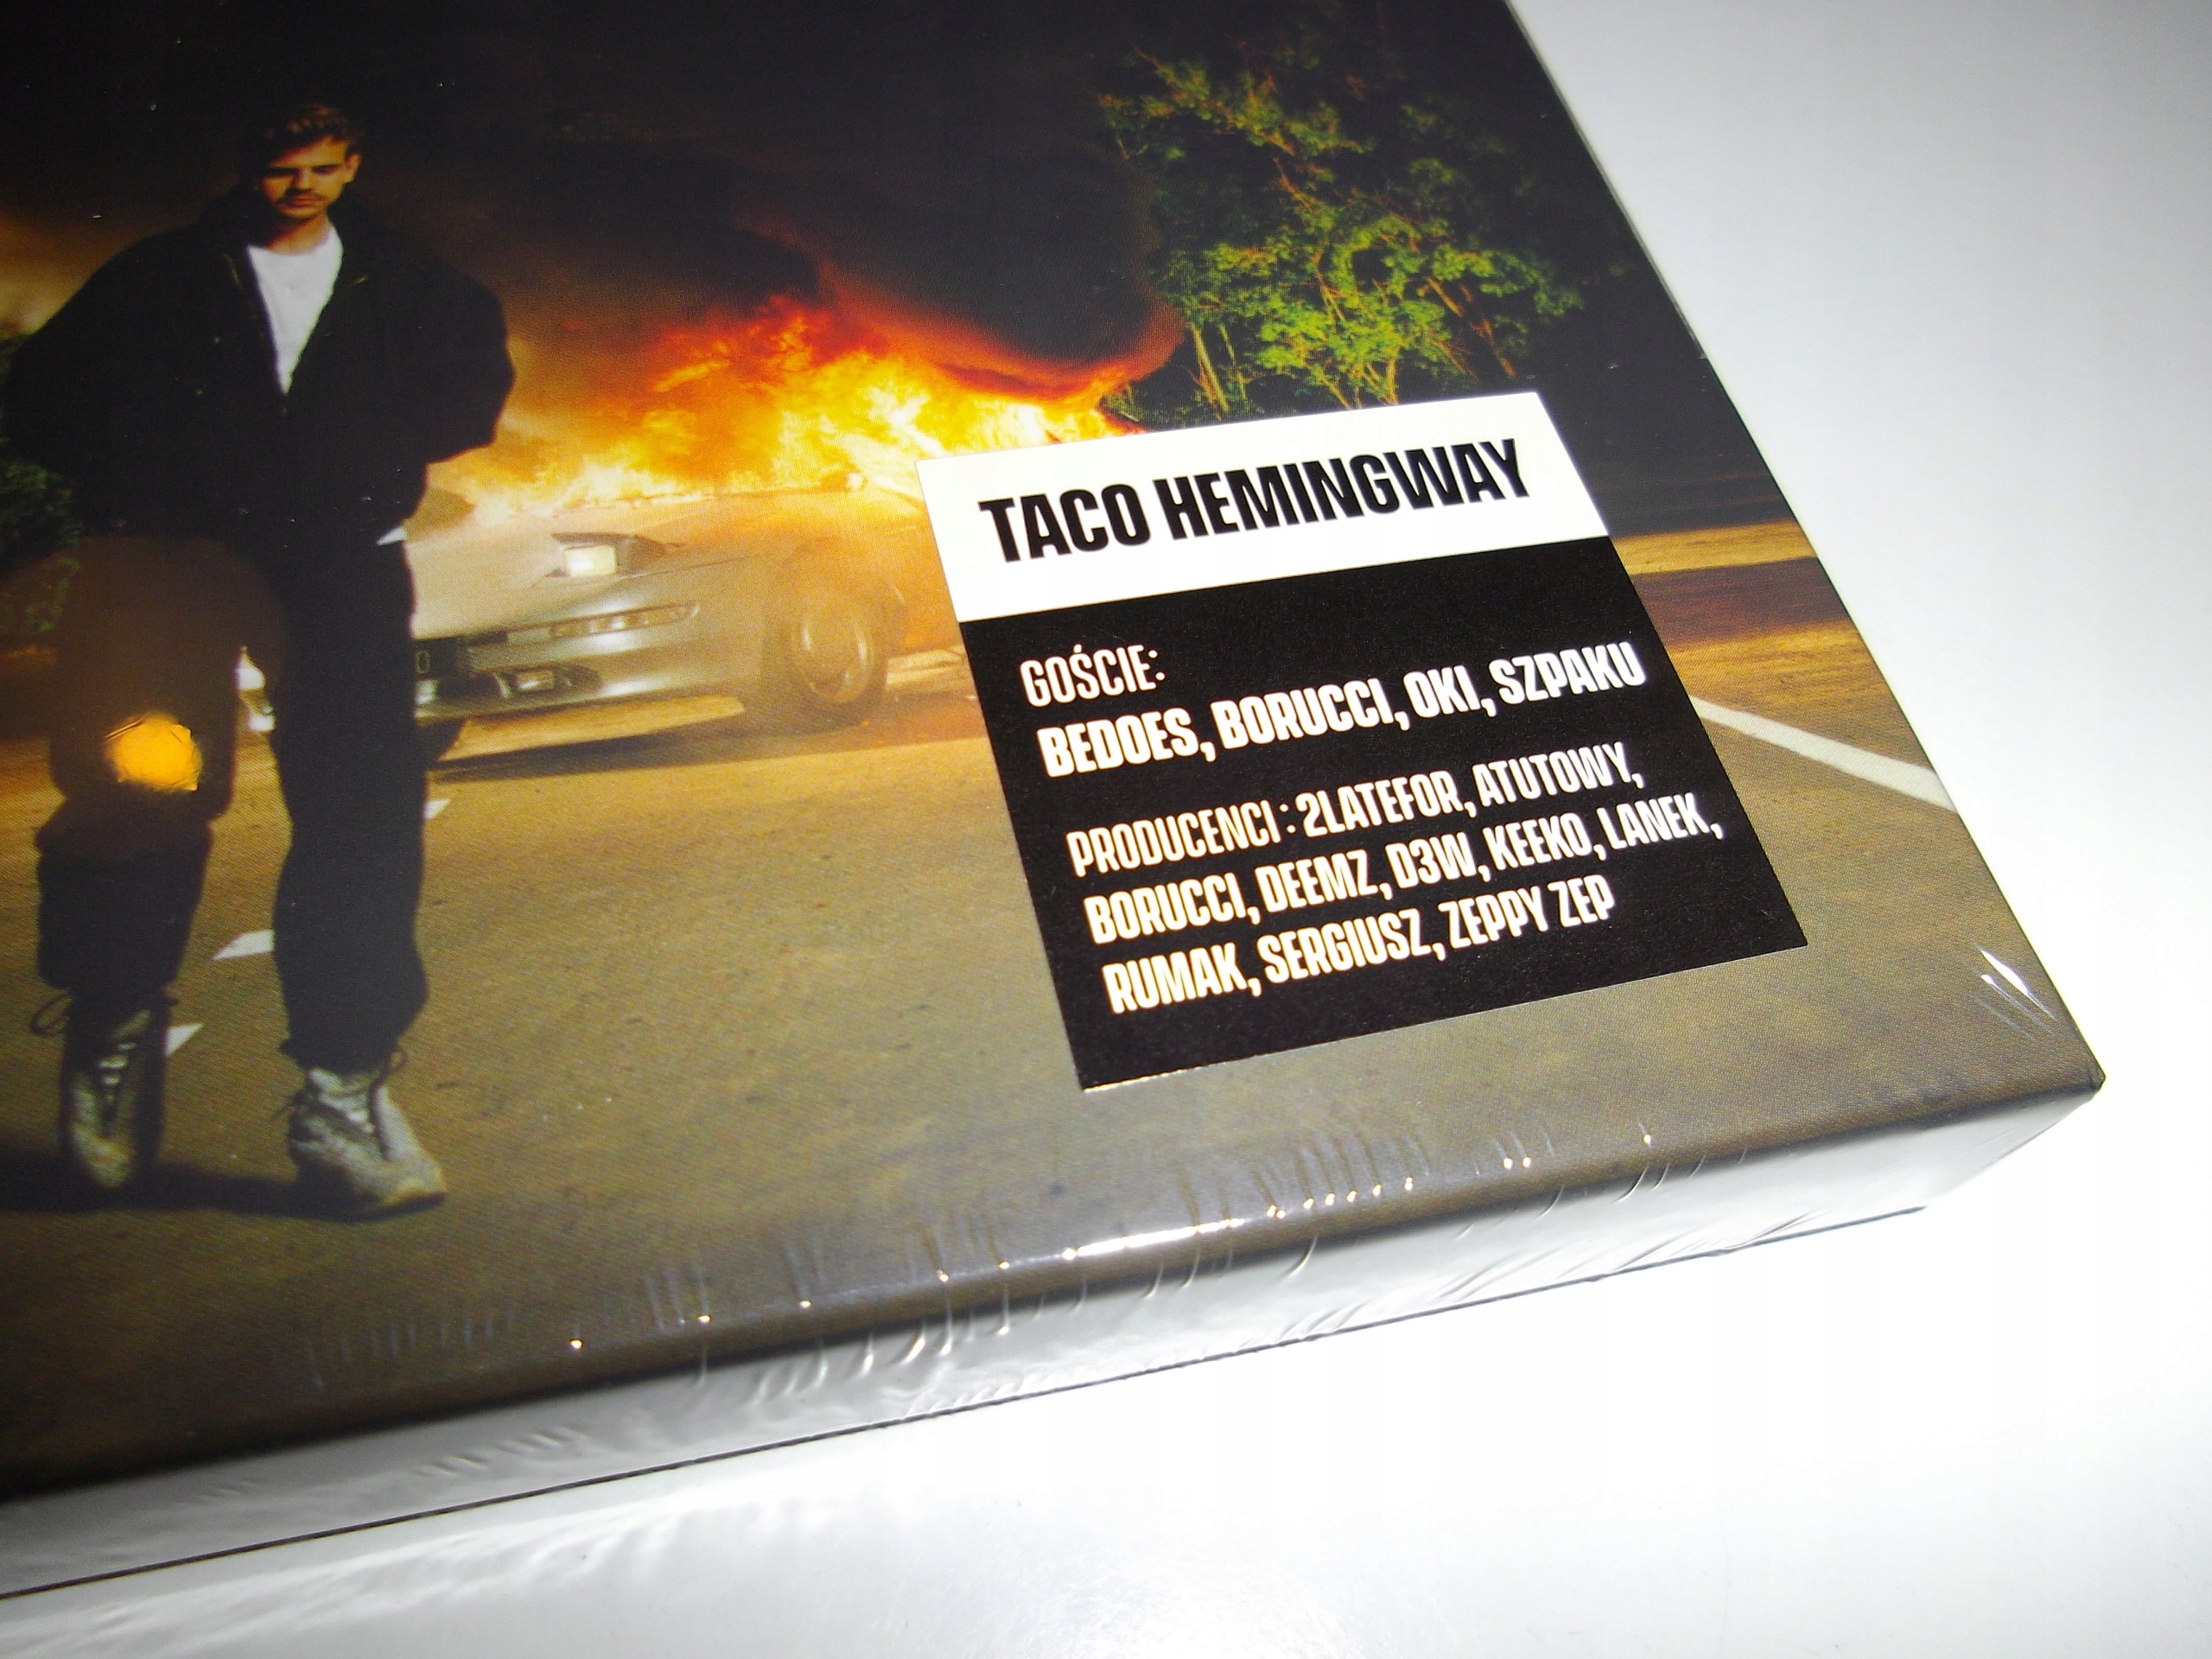 TACO HEMINGWAY
GOŚCIE:
BEDOES, BORUCCI, OKI, SZPAKU
PRODUCENCI : 2LATEFOR, ATUTOWY,
BORUCCI, DEEMZ, D3W, KEEKO, LANEK,
RUMAK, SERGIUSZ, ZEPPY ZEP